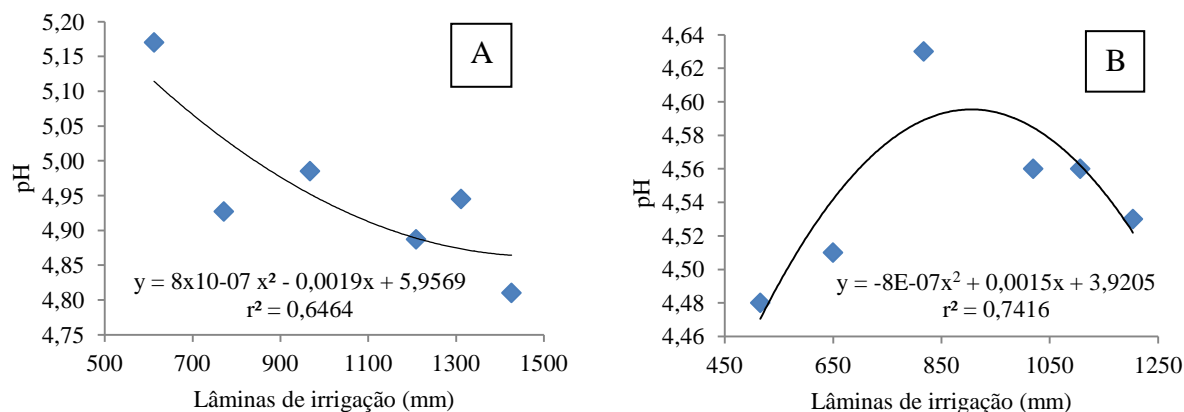 A
pH
5,20
5,15
5,10
5,05
5,00
4,95
4,90
4,85
4,80
4,75
y = 8x10-07 x² - 0,0019x + 5,9569
r² = 0,6464
500 700 900 1100 1300 1500
Lâminas de irrigação (mm)
B
pH
4,64
4,62
4,60
4,58
4,56
4,54
4,52
4,50
4,48
4,46
y = -8E-07x² + 0,0015x + 3,9205
r² = 0,7416
450 650 850 1050 1250
Lâminas de irrigação (mm)